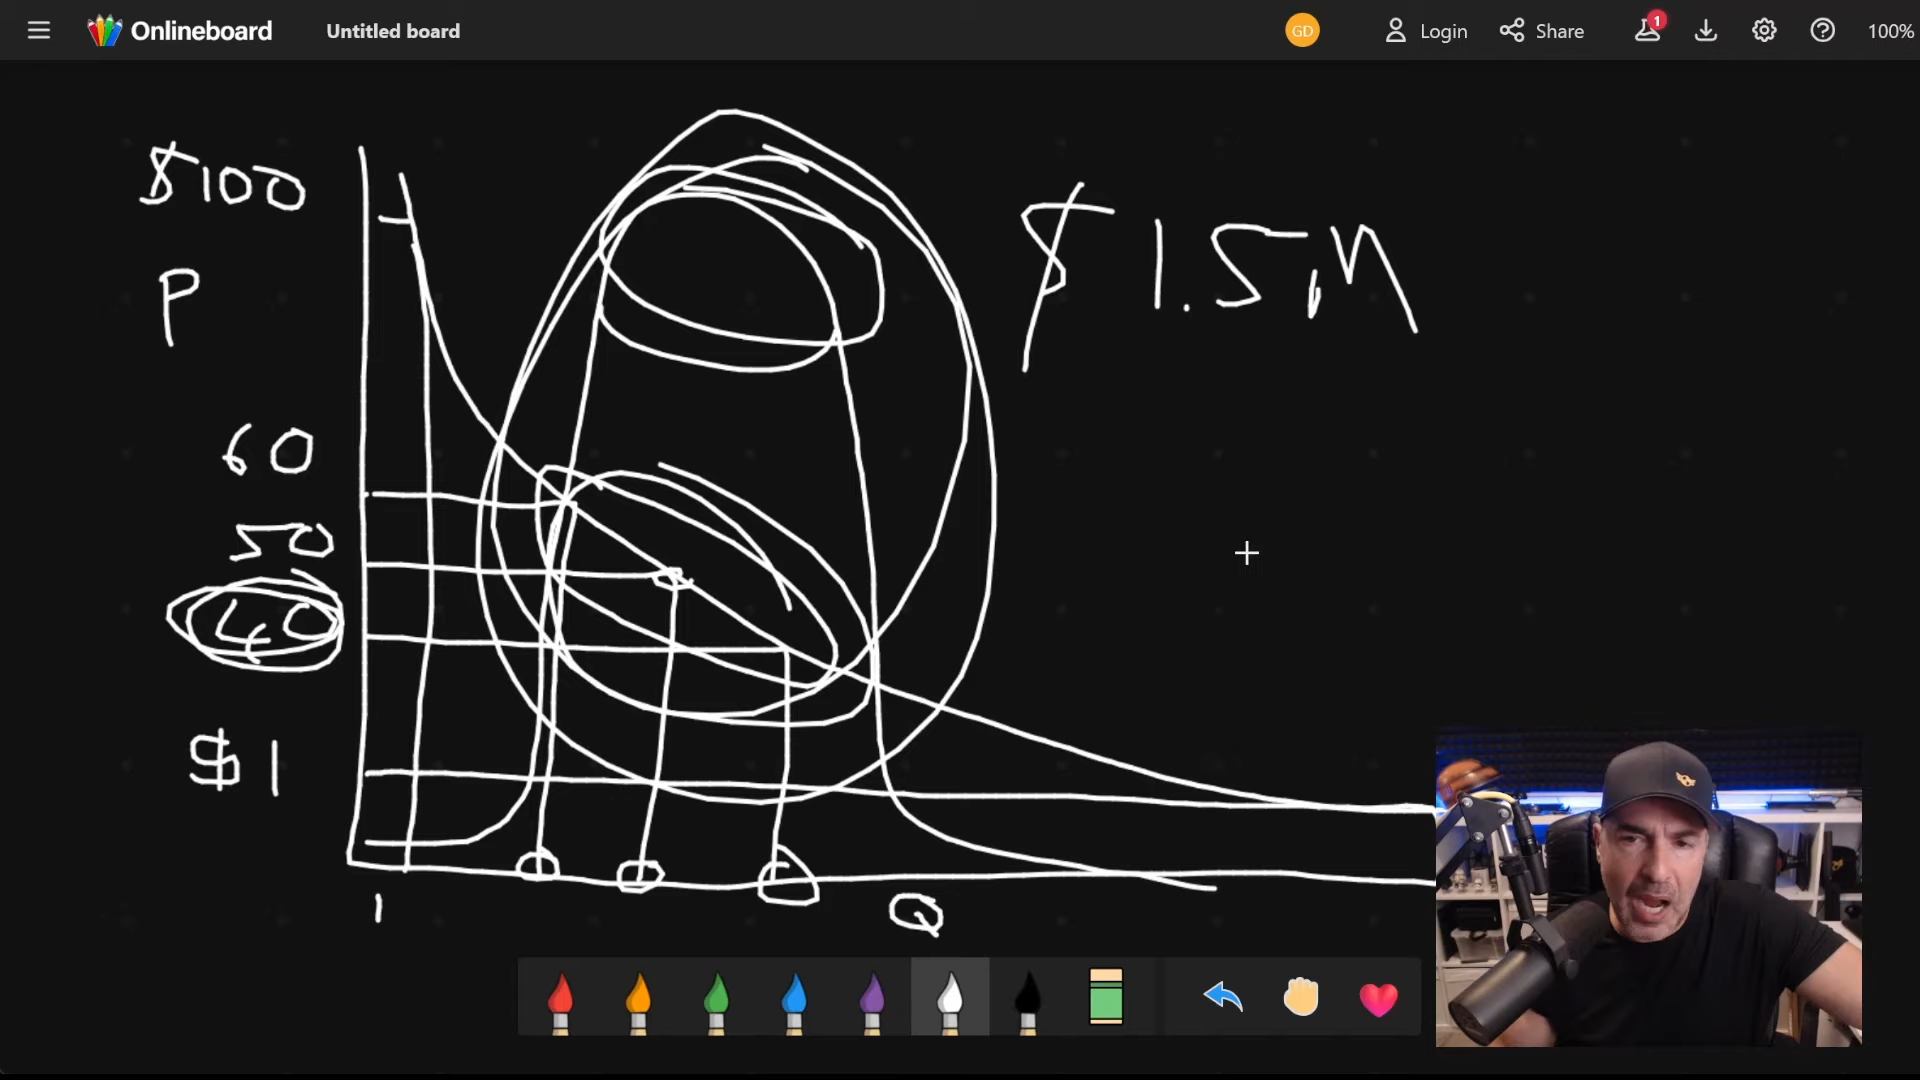 Onlineboard
Untitled board
GD
Login
Share
1
100%
$100
$1.5M
P
60
50
40
$1
1
Q